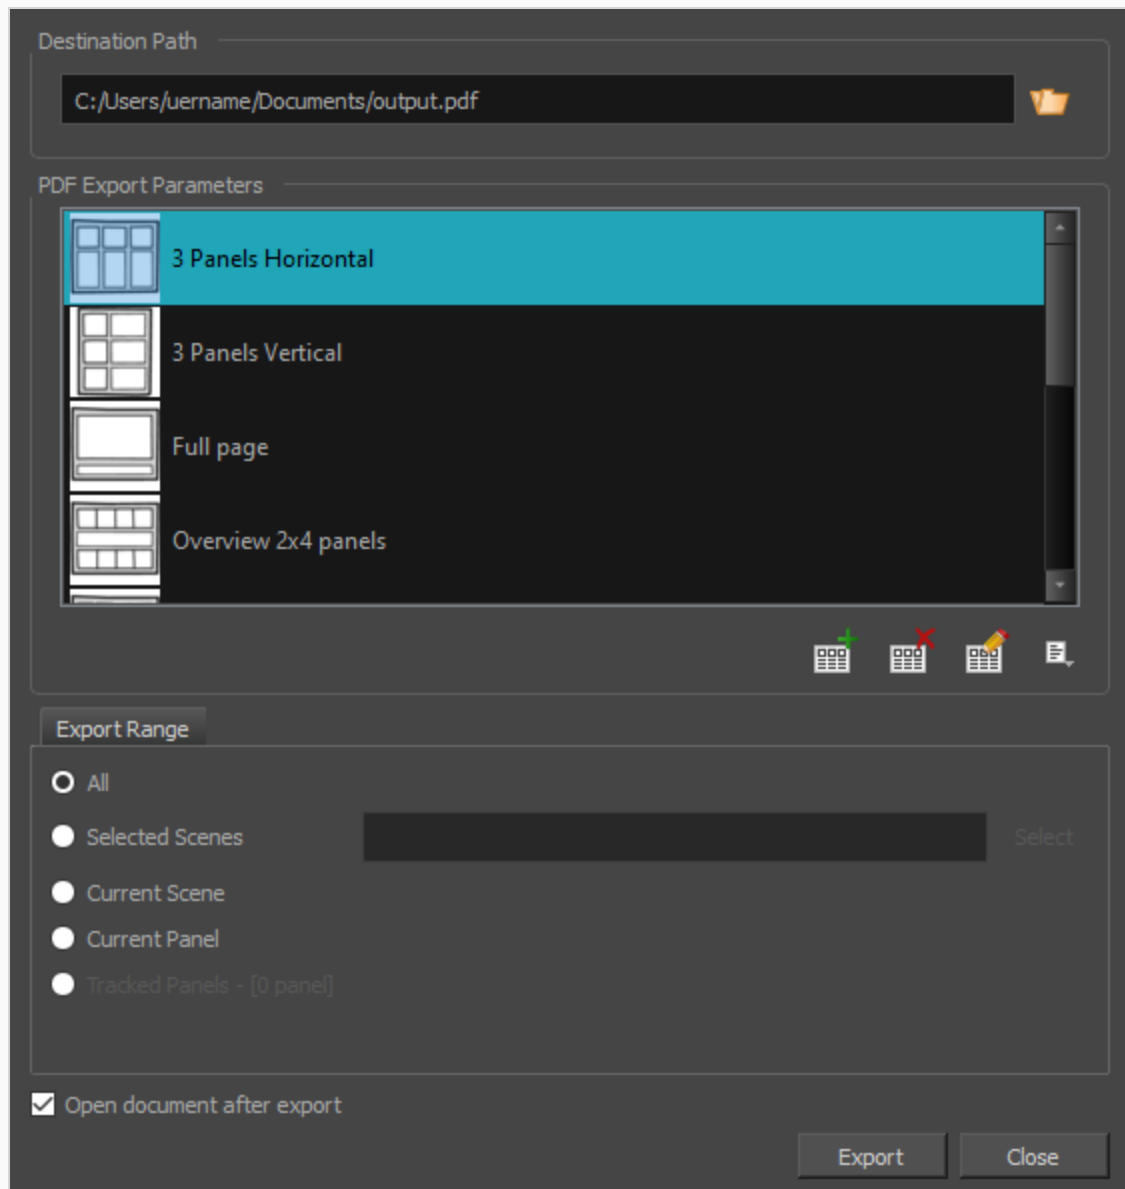 Destination Path
C:/Users/uername/Documents/output.pdf
PDF Export Parameters
3 Panels Horizontal
3 Panels Vertical
Full page
Overview 2x4 panels
Export Range
All
Selected Scenes Select
Current Scene
Current Panel
Tracked Panels - [0 panel]
Open document after export
Export Close